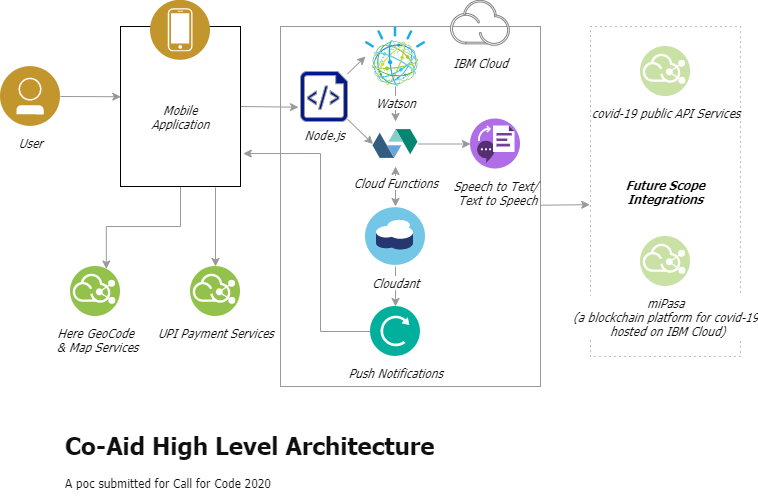 IBM Cloud
covid-19 public API Services
Mobile
Application
Watson
Node.js
User
Cloud Functions
Speech to Text/
Text to Speech
Future Scope
Integrations
Cloudant
miPasa
(a blockchain platform for covid-19
hosted on IBM Cloud)
Here GeoCode
& Map Services
UPI Payment Services
Push Notifications
Co-Aid High Level Architecture
A poc submitted for Call for Code 2020